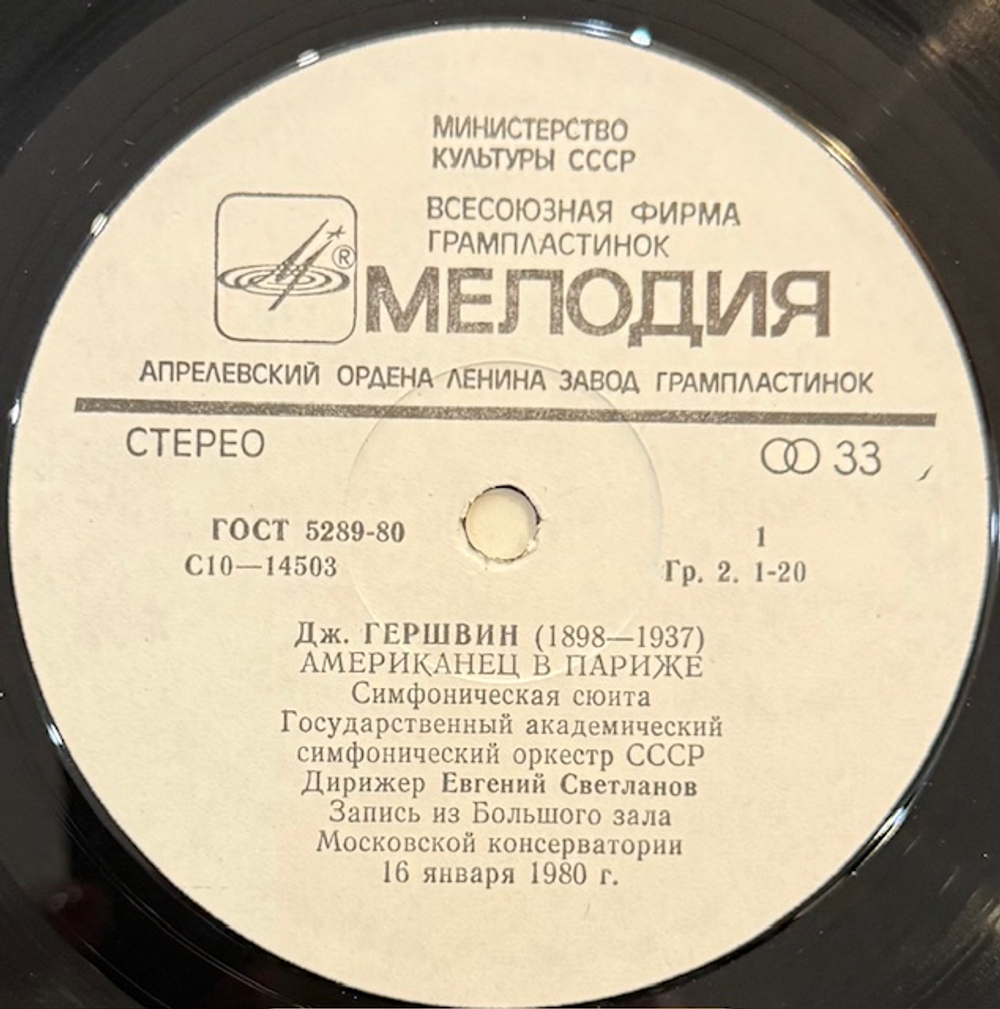 МИНИСТЕРСТВО
КУЛЬТУРЫ СССР
ВСЕСОЮЗНАЯ ФИРМА
ГРАМПЛАСТИНОК
® МЕЛОДИЯ
АПРЕЛЕВСКИЙ ОРДЕНА ЛЕНИНА ЗАВОД ГРАМПЛАСТИНОК
СТЕРЕО 33
ГОСТ 5289-80 1
С10—14503 Гр. 2. 1-20
Дж. ГЕРШВИН (1898—1937)
АМЕРИКАНЕЦ В ПАРИЖЕ
Симфоническая сюита
Государственный академический
симфонический оркестр СССР
Дирижер Евгений Светланов
Запись из Большого зала
Московской консерватории
16 января 1980 г.